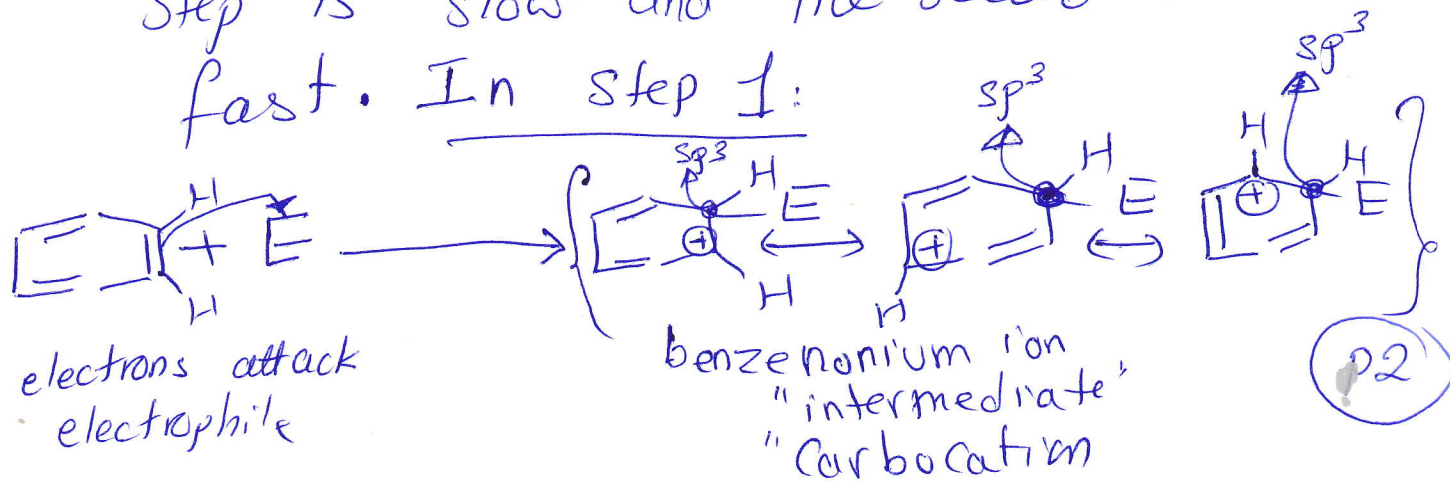 Step is slow and the
fast. In Step 1:
sp3 sp3 sp3
H H H H H
+ E E E E
H H H
electrons attack
electrophile
benzenonium ion
"intermediate"
"Carbocation
p2